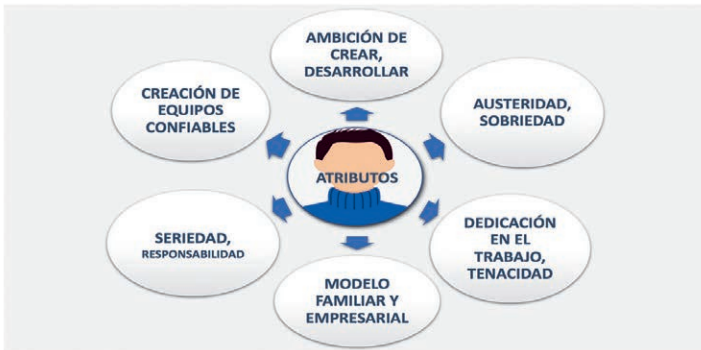 AMBICIÓN DE
CREAR,
DESARROLLAR
CREACIÓN DE
EQUIPOS
CONFIABLES
AUSTERIDAD,
SOBRIEDAD
ATRIBUTOS
SERIEDAD,
RESPONSABILIDAD
DEDICACIÓN
EN EL
TRABAJO,
TENACIDAD
MODELO
FAMILIAR Y
EMPRESARIAL